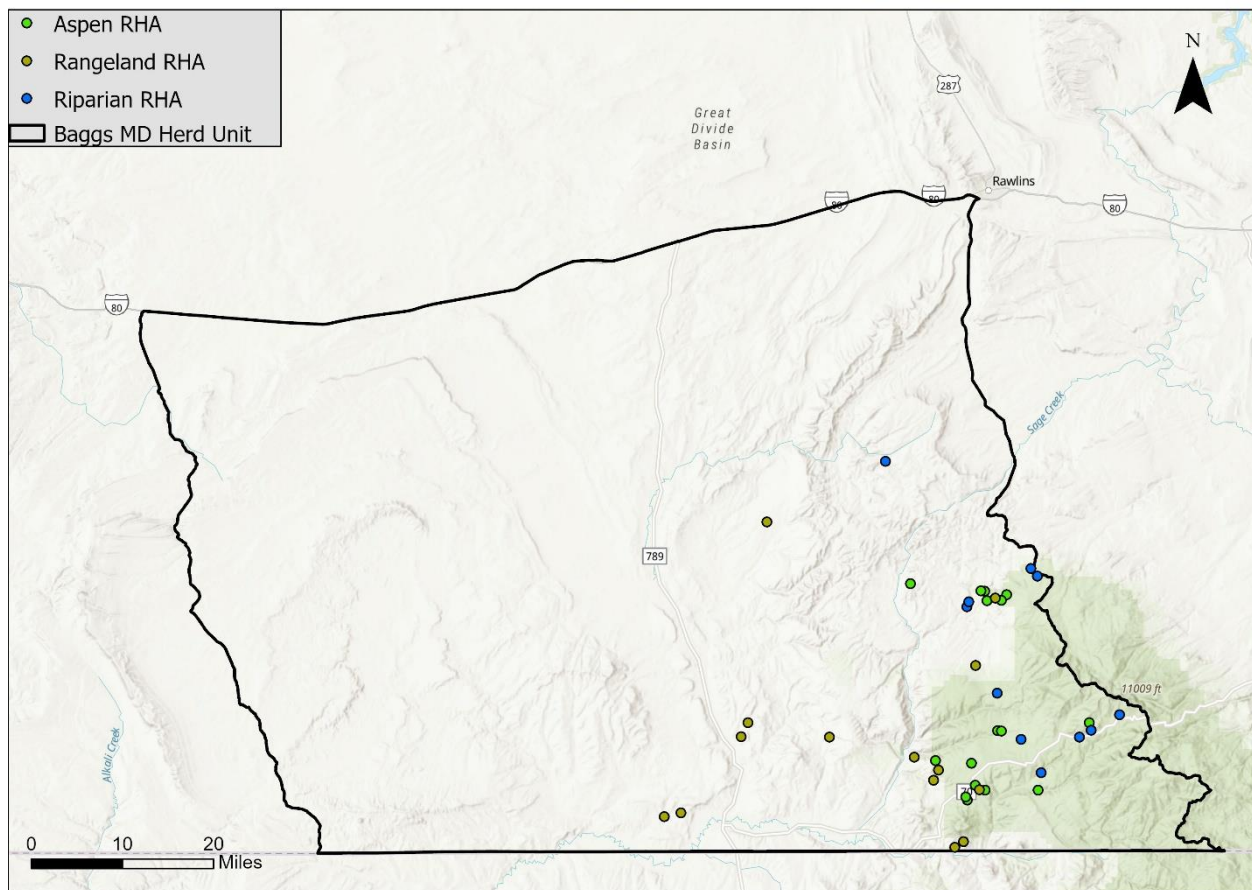 Aspen RHA
Rangeland RHA
Riparian RHA
Baggs MD Herd Unit
N
287
Great
Divide
Basin
Rawlins
80
80
80
80
Sage Creek
789
11009 ft
Alkali Creek
70
0 10 20
Miles